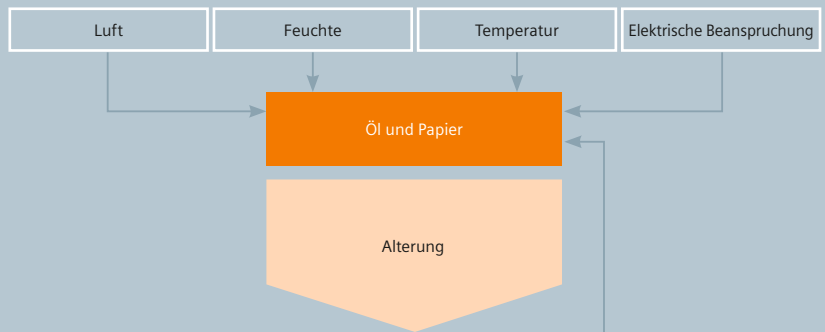 Luft
Feuchte
Temperatur
Elektrische Beanspruchung
Öl und Papier
Alterung